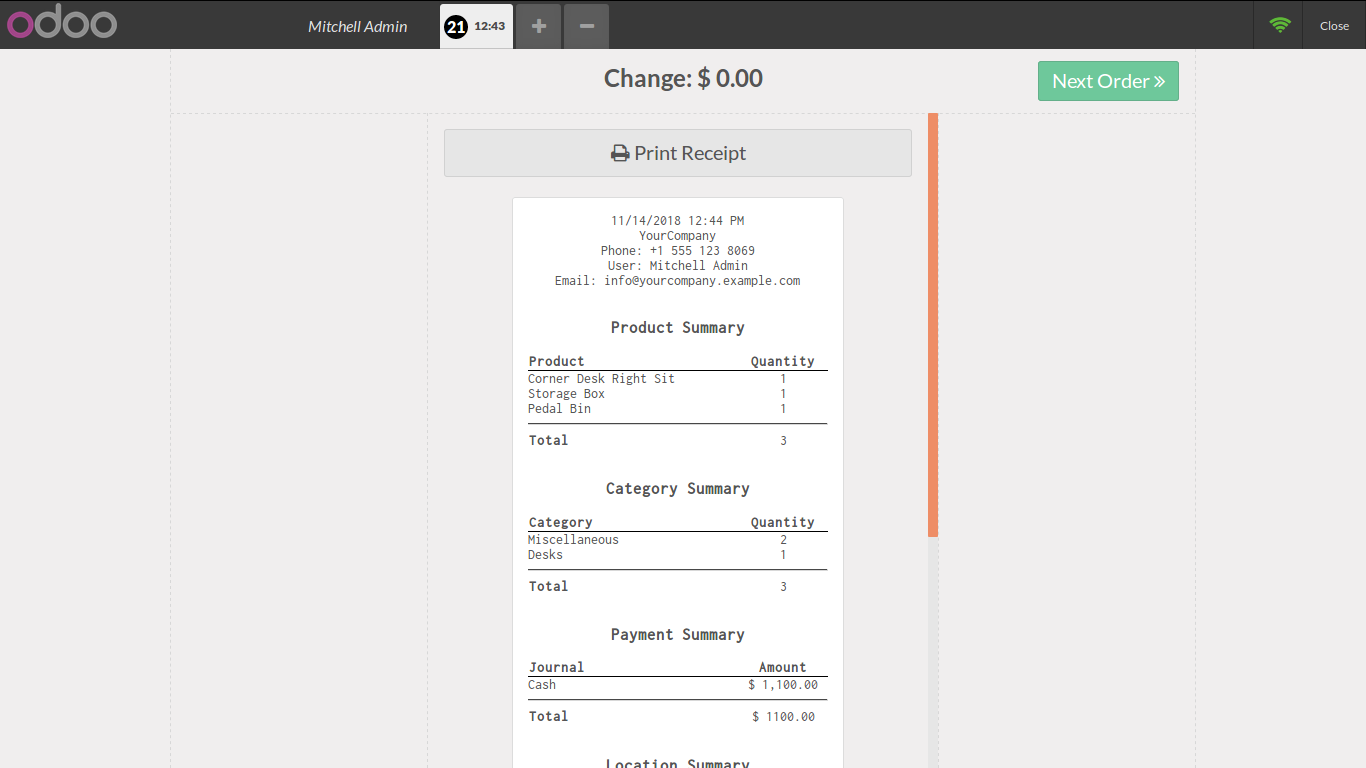 odoo
Mitchell Admin
21 12:43
+
−
Close
Change: $ 0.00
Next Order »
Print Receipt
11/14/2018 12:44 PM
YourCompany
Phone: +1 555 123 8069
User: Mitchell Admin
Email: info@yourcompany.example.com
Product Summary
Product Quantity
Corner Desk Right Sit 1
Storage Box 1
Pedal Bin 1
Total 3
Category Summary
Category Quantity
Miscellaneous 2
Desks 1
Total 3
Payment Summary
Journal Amount
Cash $ 1,100.00
Total $ 1100.00
Location Summary